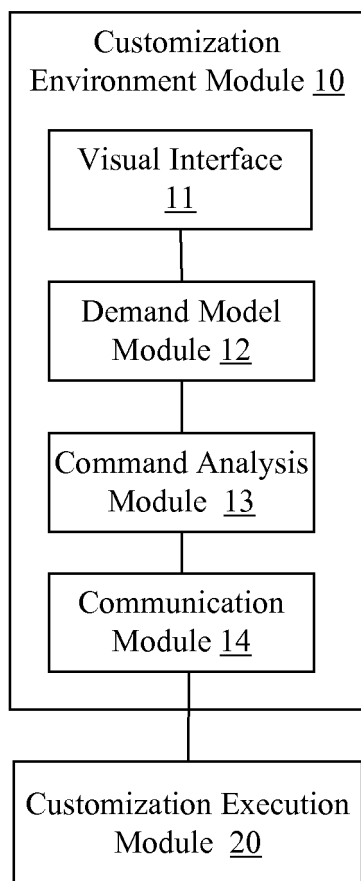 Customization
Environment Module 10
Visual Interface
11
Demand Model
Module 12
Command Analysis
Module 13
Communication
Module 14
Customization Execution
Module 20